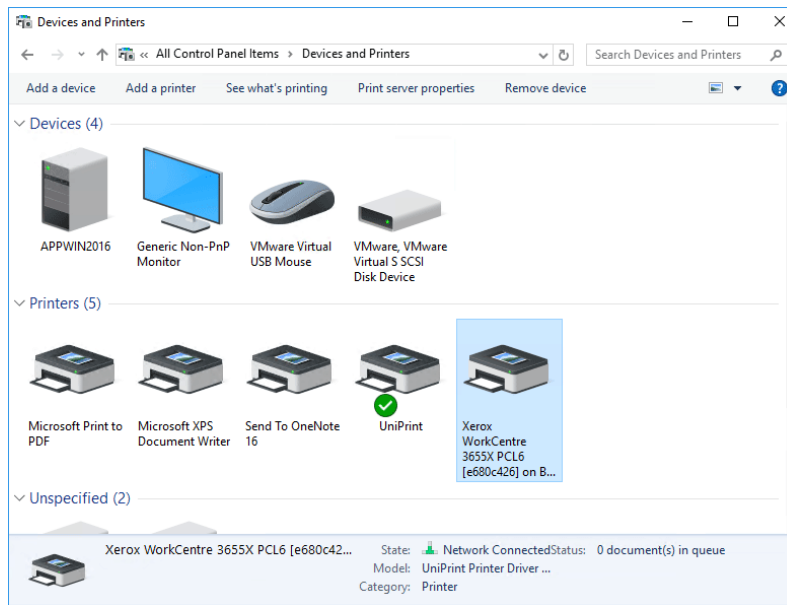 Devices and Printers
« All Control Panel Items > Devices and Printers
Search Devices and Printers
Add a device Add a printer See what's printing Print server properties Remove device
?
Devices (4)
APPWIN2016
Generic Non-PnP
Monitor
VMware Virtual
USB Mouse
VMware, VMware
Virtual S SCSI
Disk Device
Printers (5)
Microsoft Print to
PDF
Microsoft XPS
Document Writer
Send To OneNote
16
UniPrint
Xerox
WorkCentre
3655X PCL6
[e680c426] on B...
Unspecified (2)
Xerox WorkCentre 3655X PCL6 [e680c42...
State: Network Connected Status: 0 document(s) in queue
Model: UniPrint Printer Driver ...
Category: Printer